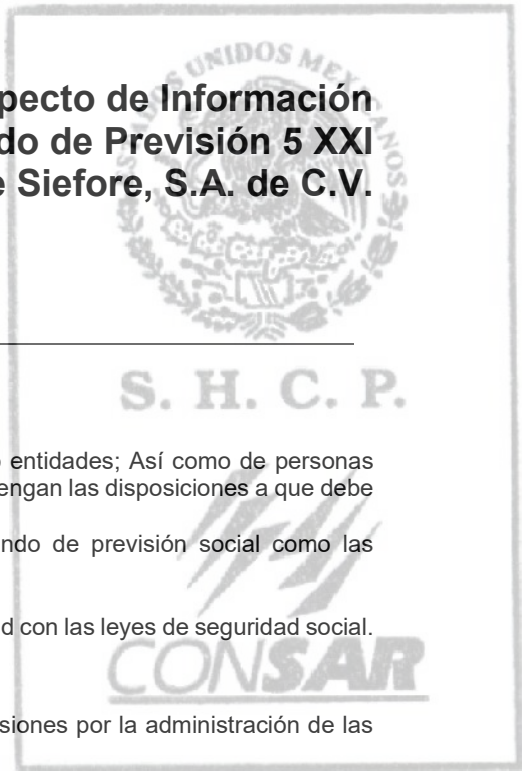 pecto de Información
do de Previsión 5 XXI
e Siefore, S.A. de C.V.
UNIDOS MEXICANOS
S. H. C. P.
entidades; Así como de personas
engan las disposiciones a que debe
ndo de previsión social como las
d con las leyes de seguridad social.
CONSAR
siones por la administración de las